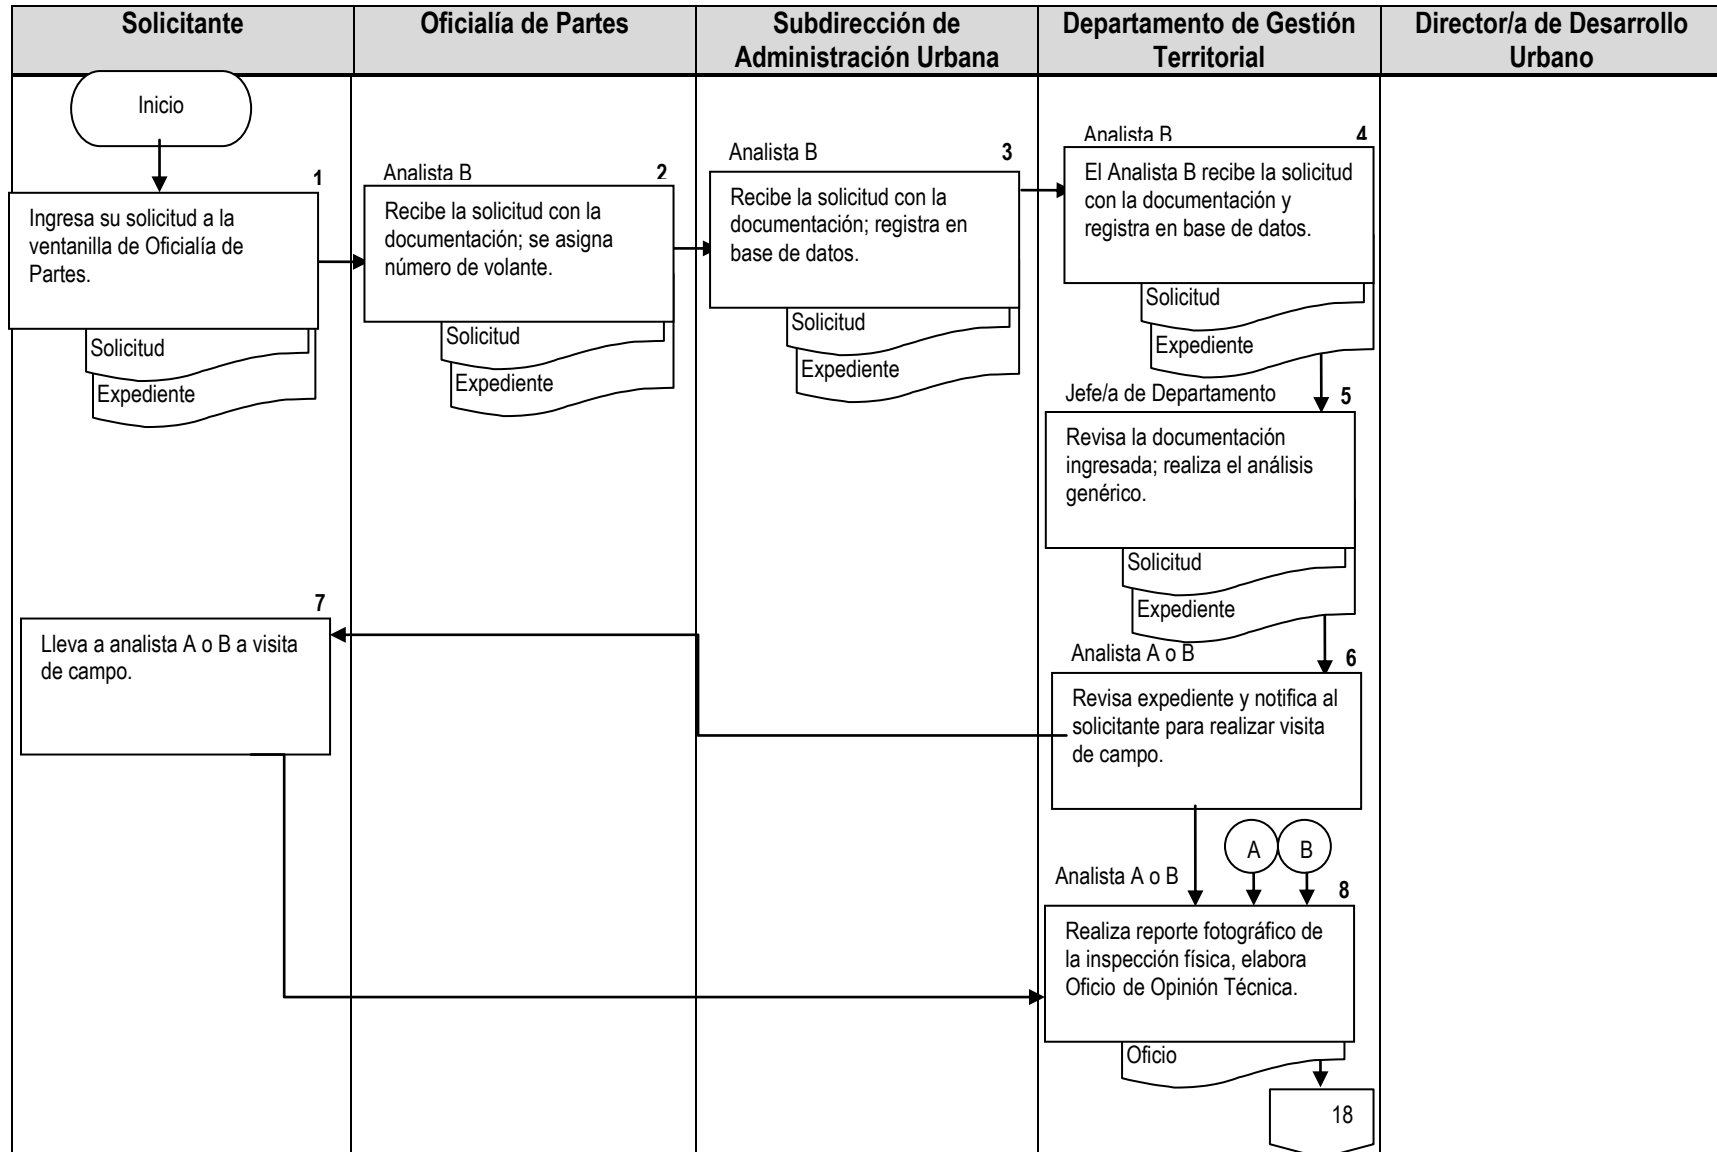 Solicitante
Oficialía de Partes
Subdirección de
Administración Urbana
Departamento de Gestión
Territorial
Director/a de Desarrollo
Urbano
Inicio
1
Ingresa su solicitud a la
ventanilla de Oficialía de
Partes.
Solicitud
Expediente
Analista B
2
Recibe la solicitud con la
documentación; se asigna
número de volante.
Solicitud
Expediente
Analista B
3
Recibe la solicitud con la
documentación; registra en
base de datos.
Solicitud
Expediente
Analista B
4
El Analista B recibe la solicitud
con la documentación y
registra en base de datos.
Solicitud
Expediente
Jefe/a de Departamento
5
Revisa la documentación
ingresada; realiza el análisis
genérico.
Solicitud
Expediente
Analista A o B
6
Revisa expediente y notifica al
solicitante para realizar visita
de campo.
7
Lleva a analista A o B a visita
de campo.
A
B
Analista A o B
8
Realiza reporte fotográfico de
la inspección física, elabora
Oficio de Opinión Técnica.
Oficio
18